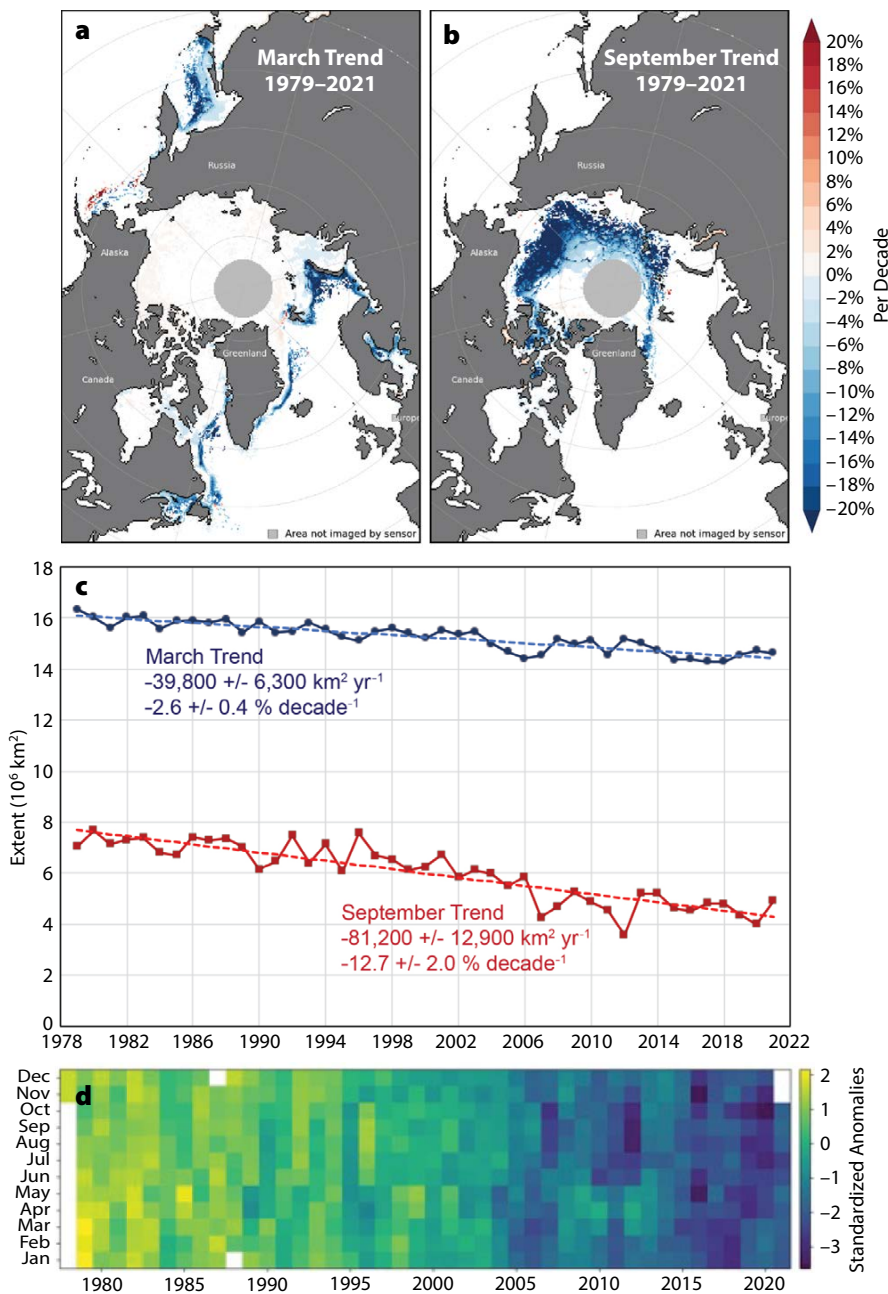 a
March Trend
1979–2021
Russia
Alaska
Greenland
Canada
Europe
Area not imaged by sensor
b
September Trend
1979–2021
Russia
Alaska
Greenland
Canada
Europe
Area not imaged by sensor
20%
18%
16%
14%
12%
10%
8%
6%
4%
2%
0%
−2%
−4%
−6%
−8%
−10%
−12%
−14%
−16%
−18%
−20%
Per Decade
c
18
16
14
12
10
8
6
4
2
0
Extent (10⁶ km²)
March Trend
-39,800 +/- 6,300 km² yr⁻¹
-2.6 +/- 0.4 % decade⁻¹
September Trend
-81,200 +/- 12,900 km² yr⁻¹
-12.7 +/- 2.0 % decade⁻¹
1978 1982 1986 1990 1994 1998 2002 2006 2010 2014 2018 2022
d
Dec
Nov
Oct
Sep
Aug
Jul
Jun
May
Apr
Mar
Feb
Jan
1980 1985 1990 1995 2000 2005 2010 2015 2020
2
1
0
−1
−2
−3
Standardized Anomalies